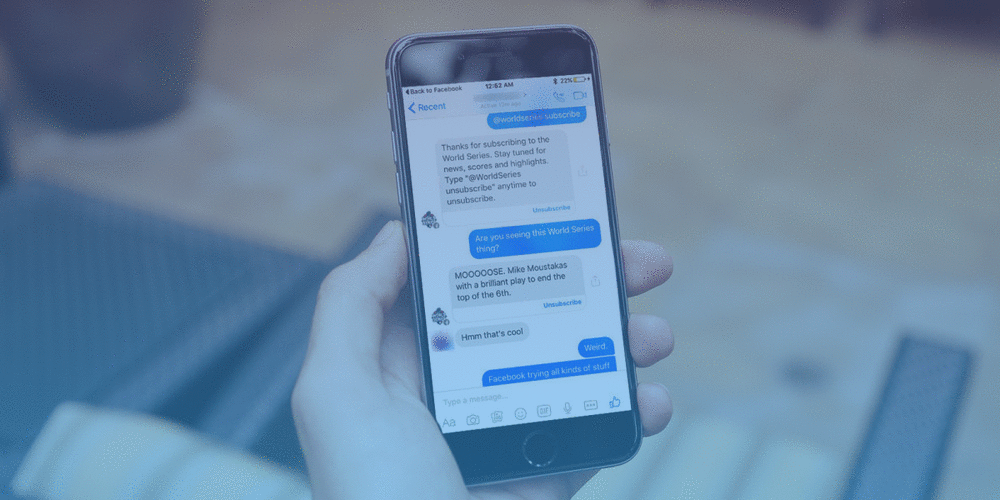 Back to Facebook
12:52 AM
22%
Recent
@worldseries subscribe
Thanks for subscribing to the
World Series. Stay tuned for
news, scores and highlights.
Type "@WorldSeries
unsubscribe" anytime to
unsubscribe.
Unsubscribe
Are you seeing this World Series
thing?
MOOOOOSE. Mike Moustakas
with a brilliant play to end the
top of the 6th.
Unsubscribe
Hmm that's cool
Weird.
Facebook trying all kinds of stuff
Type a message...
Aa
GIF